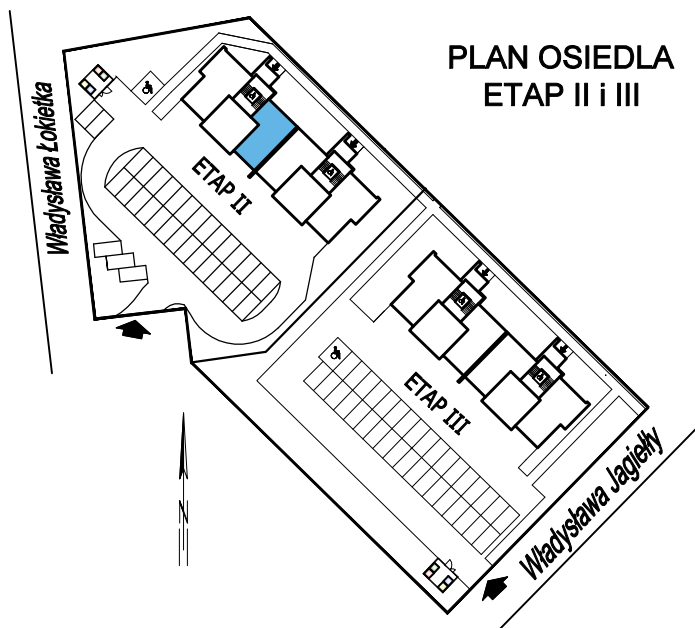 PLAN OSIEDLA
ETAP II i III
Władysława Łokietka
ETAP II
ETAP III
Władysława Jagiełły
N